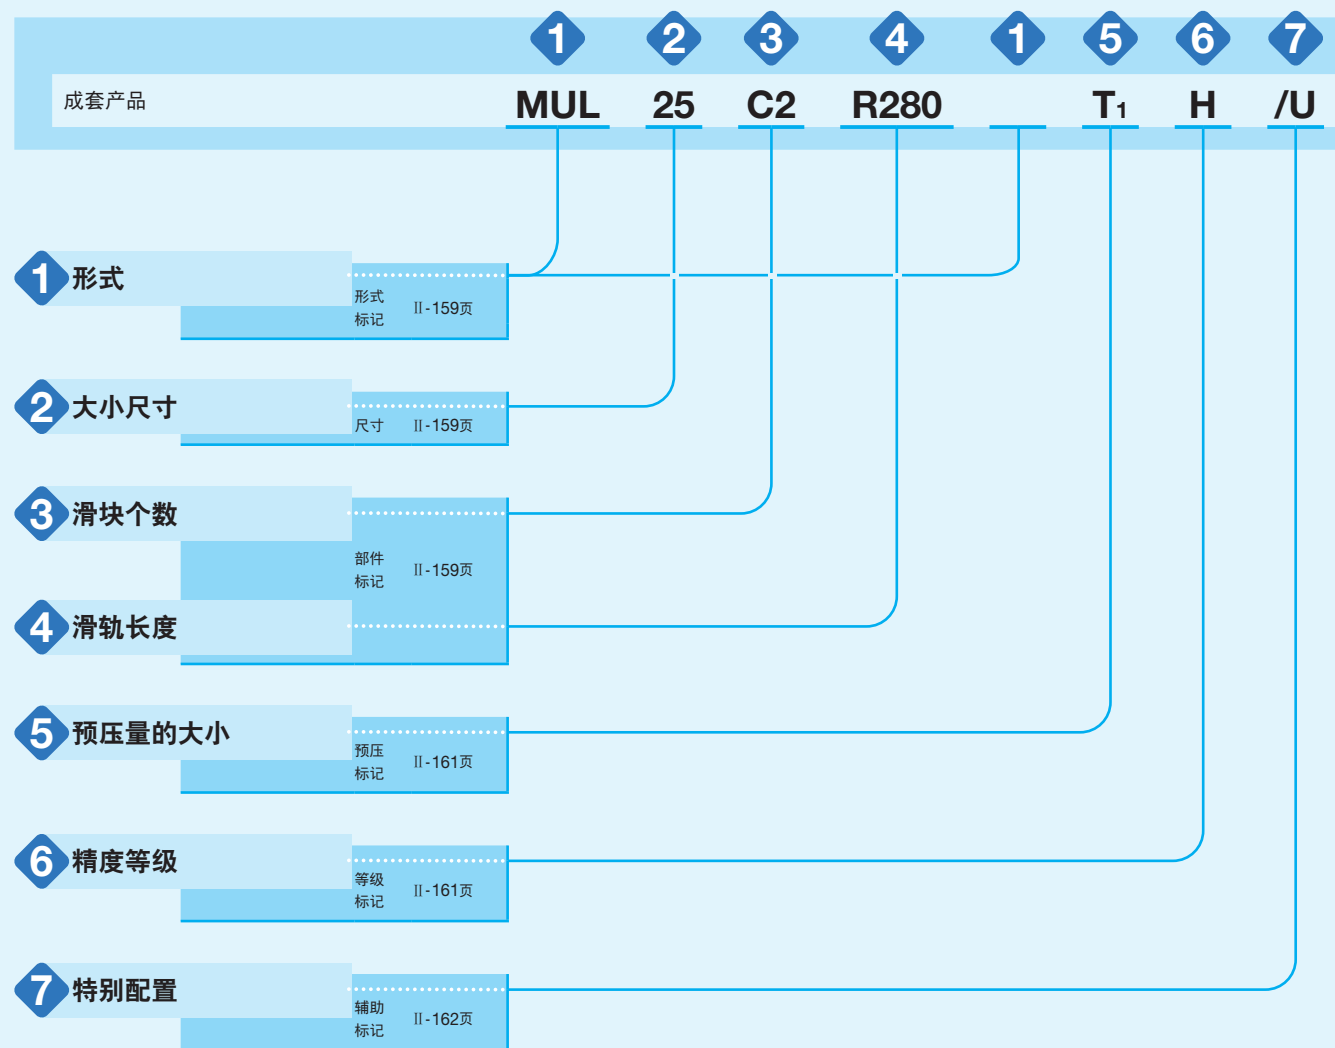 1 2 3 4 1 5 6 7
成套产品 MUL 25 C2 R280 T1 H /U
1 形式
形式
标记 Ⅱ-159页
2 大小尺寸
尺寸 Ⅱ-159页
3 滑块个数
部件
标记 Ⅱ-159页
4 滑轨长度
5 预压量的大小
预压
标记 Ⅱ-161页
6 精度等级
等级
标记 Ⅱ-161页
7 特别配置
辅助
标记 Ⅱ-162页